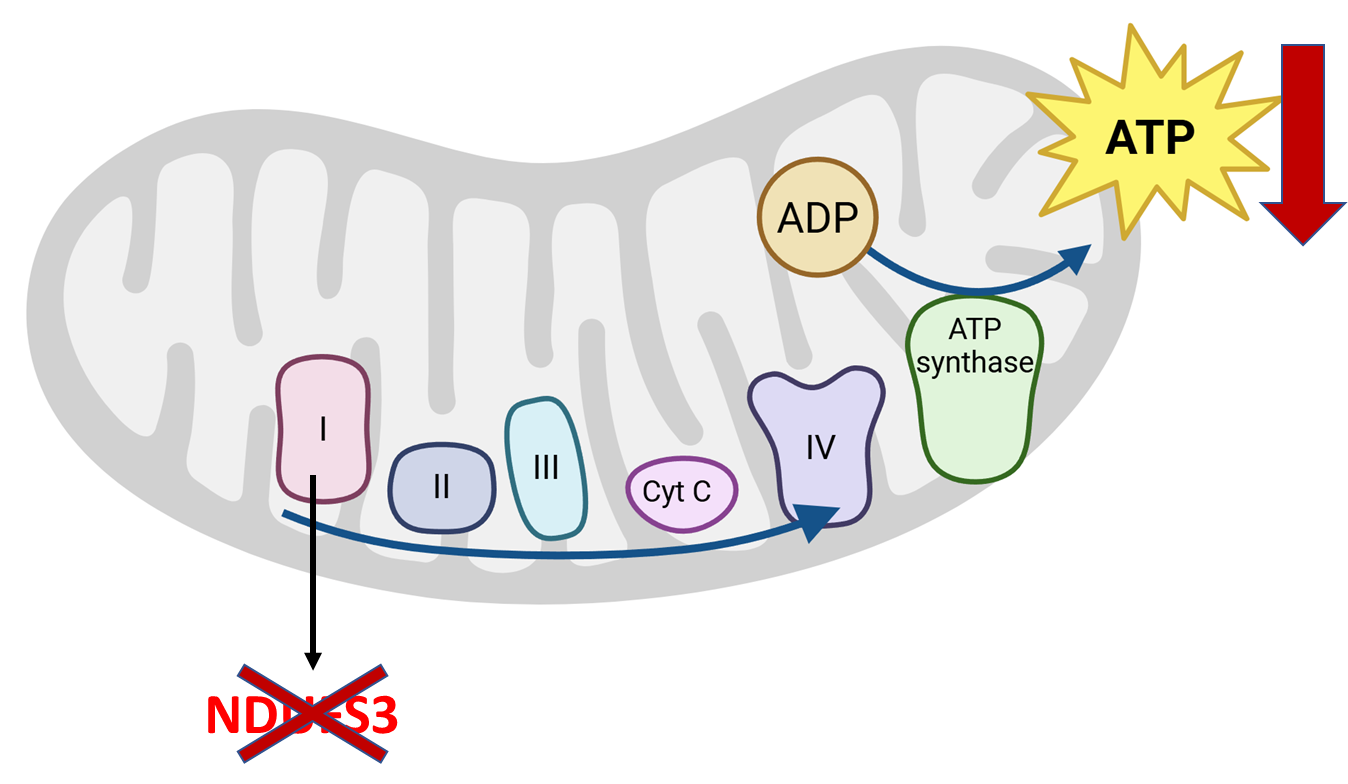 ATP
ADP
ATP
synthase
I
II
III
Cyt C
IV
NDUFS3